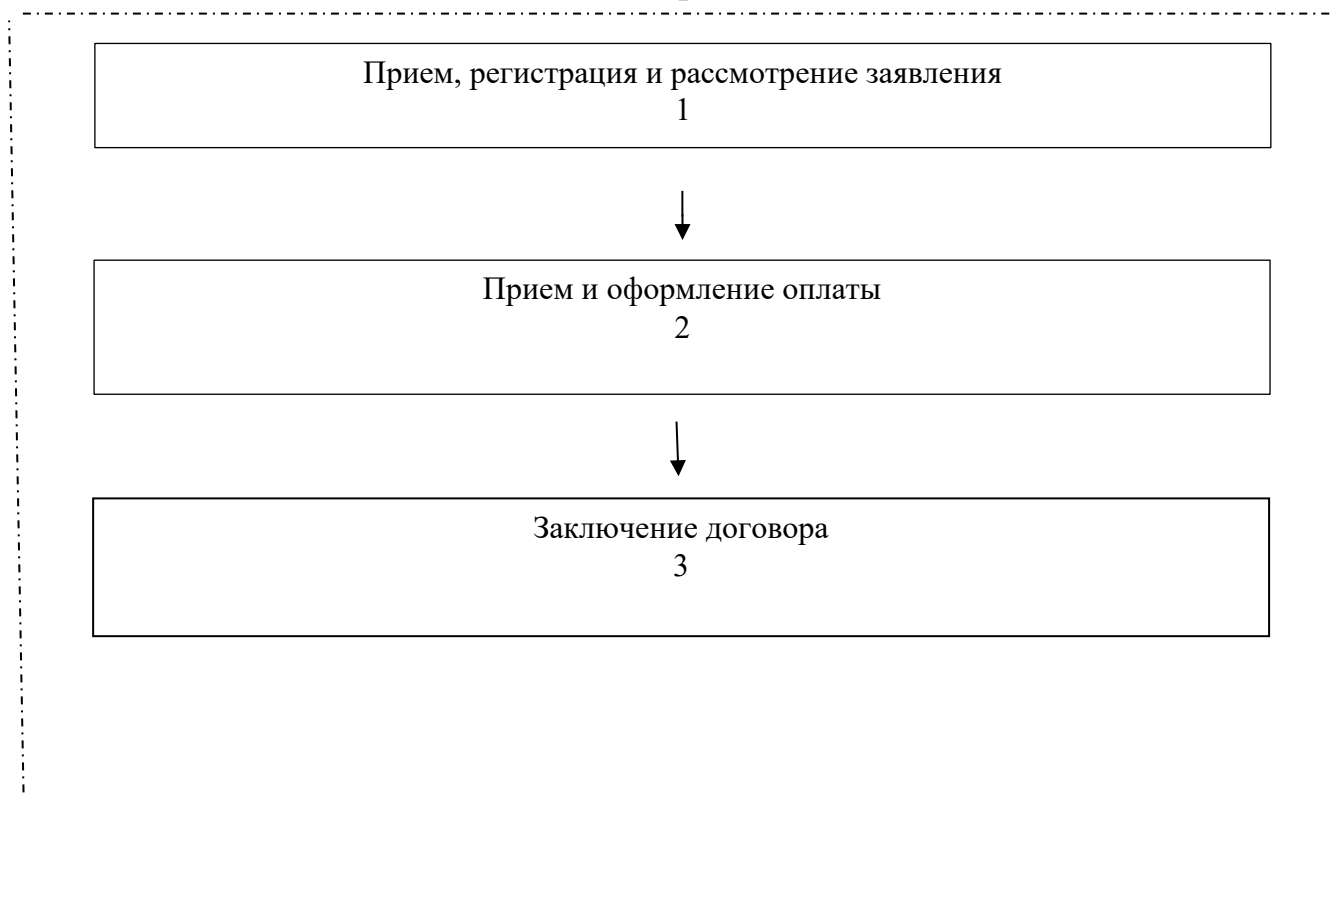 Прием, регистрация и рассмотрение заявления
1
Прием и оформление оплаты
2
Заключение договора
3